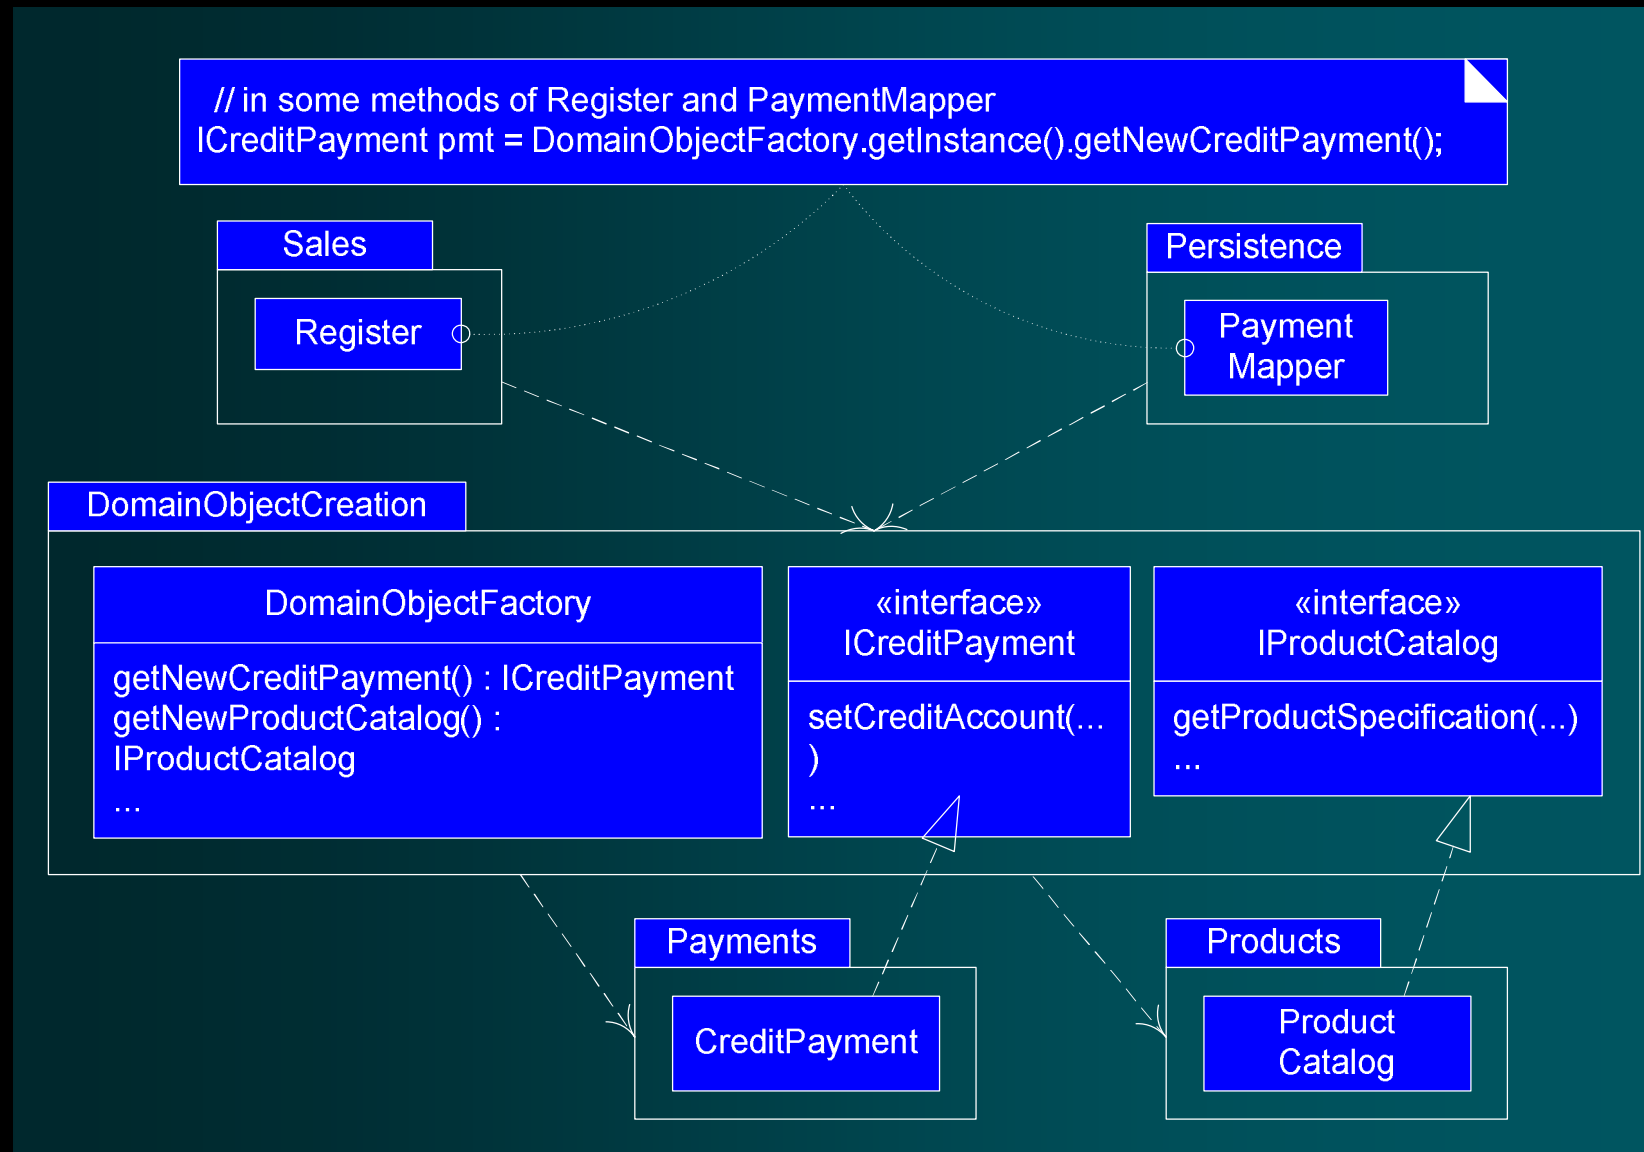 // in some methods of Register and PaymentMapper
ICreditPayment pmt = DomainObjectFactory.getInstance().getNewCreditPayment();
Sales
Register
Persistence
Payment
Mapper
DomainObjectCreation
DomainObjectFactory
getNewCreditPayment() : ICreditPayment
getNewProductCatalog() :
IProductCatalog
...
«interface»
ICreditPayment
setCreditAccount(...
)
...
«interface»
IProductCatalog
getProductSpecification(...)
...
Payments
CreditPayment
Products
Product
Catalog